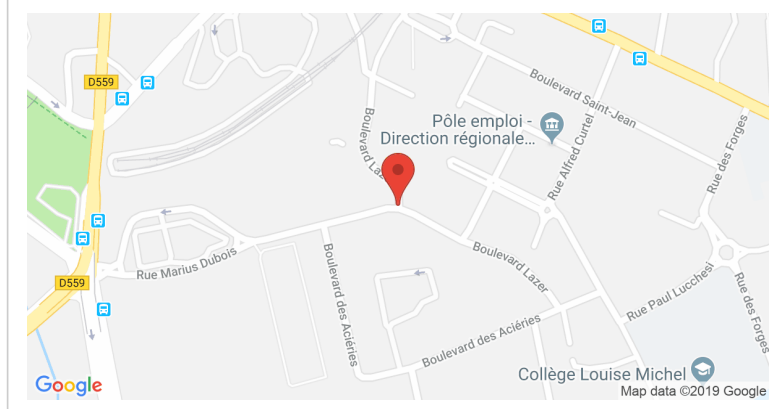 D559
Boulevard Saint-Jean
Pôle emploi -
Direction régionale...
Boulevard Lazer
Rue Alfred Curtel
Rue des Forges
Rue Marius Dubois
Boulevard des Aciéries
Boulevard Lazer
D559
Rue Paul Lucchesi
Rue des Forges
Boulevard des Aciéries
Collège Louise Michel
Google
Map data ©2019 Google